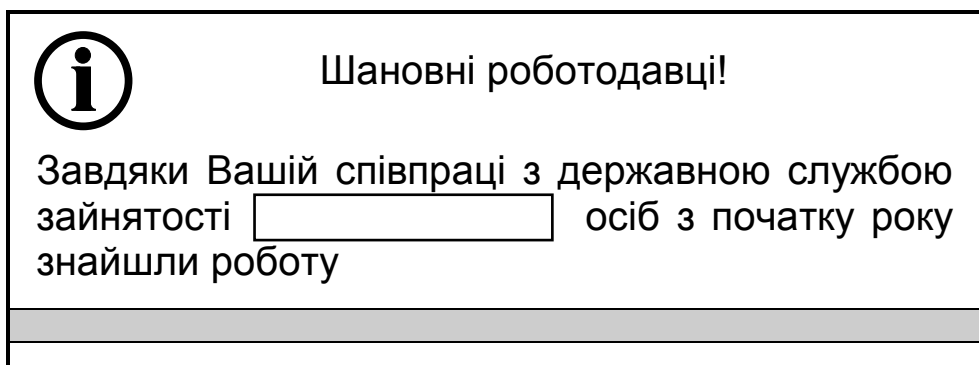 Шановні роботодавці!
Завдяки Вашій співпраці з державною службою
зайнятості осіб з початку року
знайшли роботу